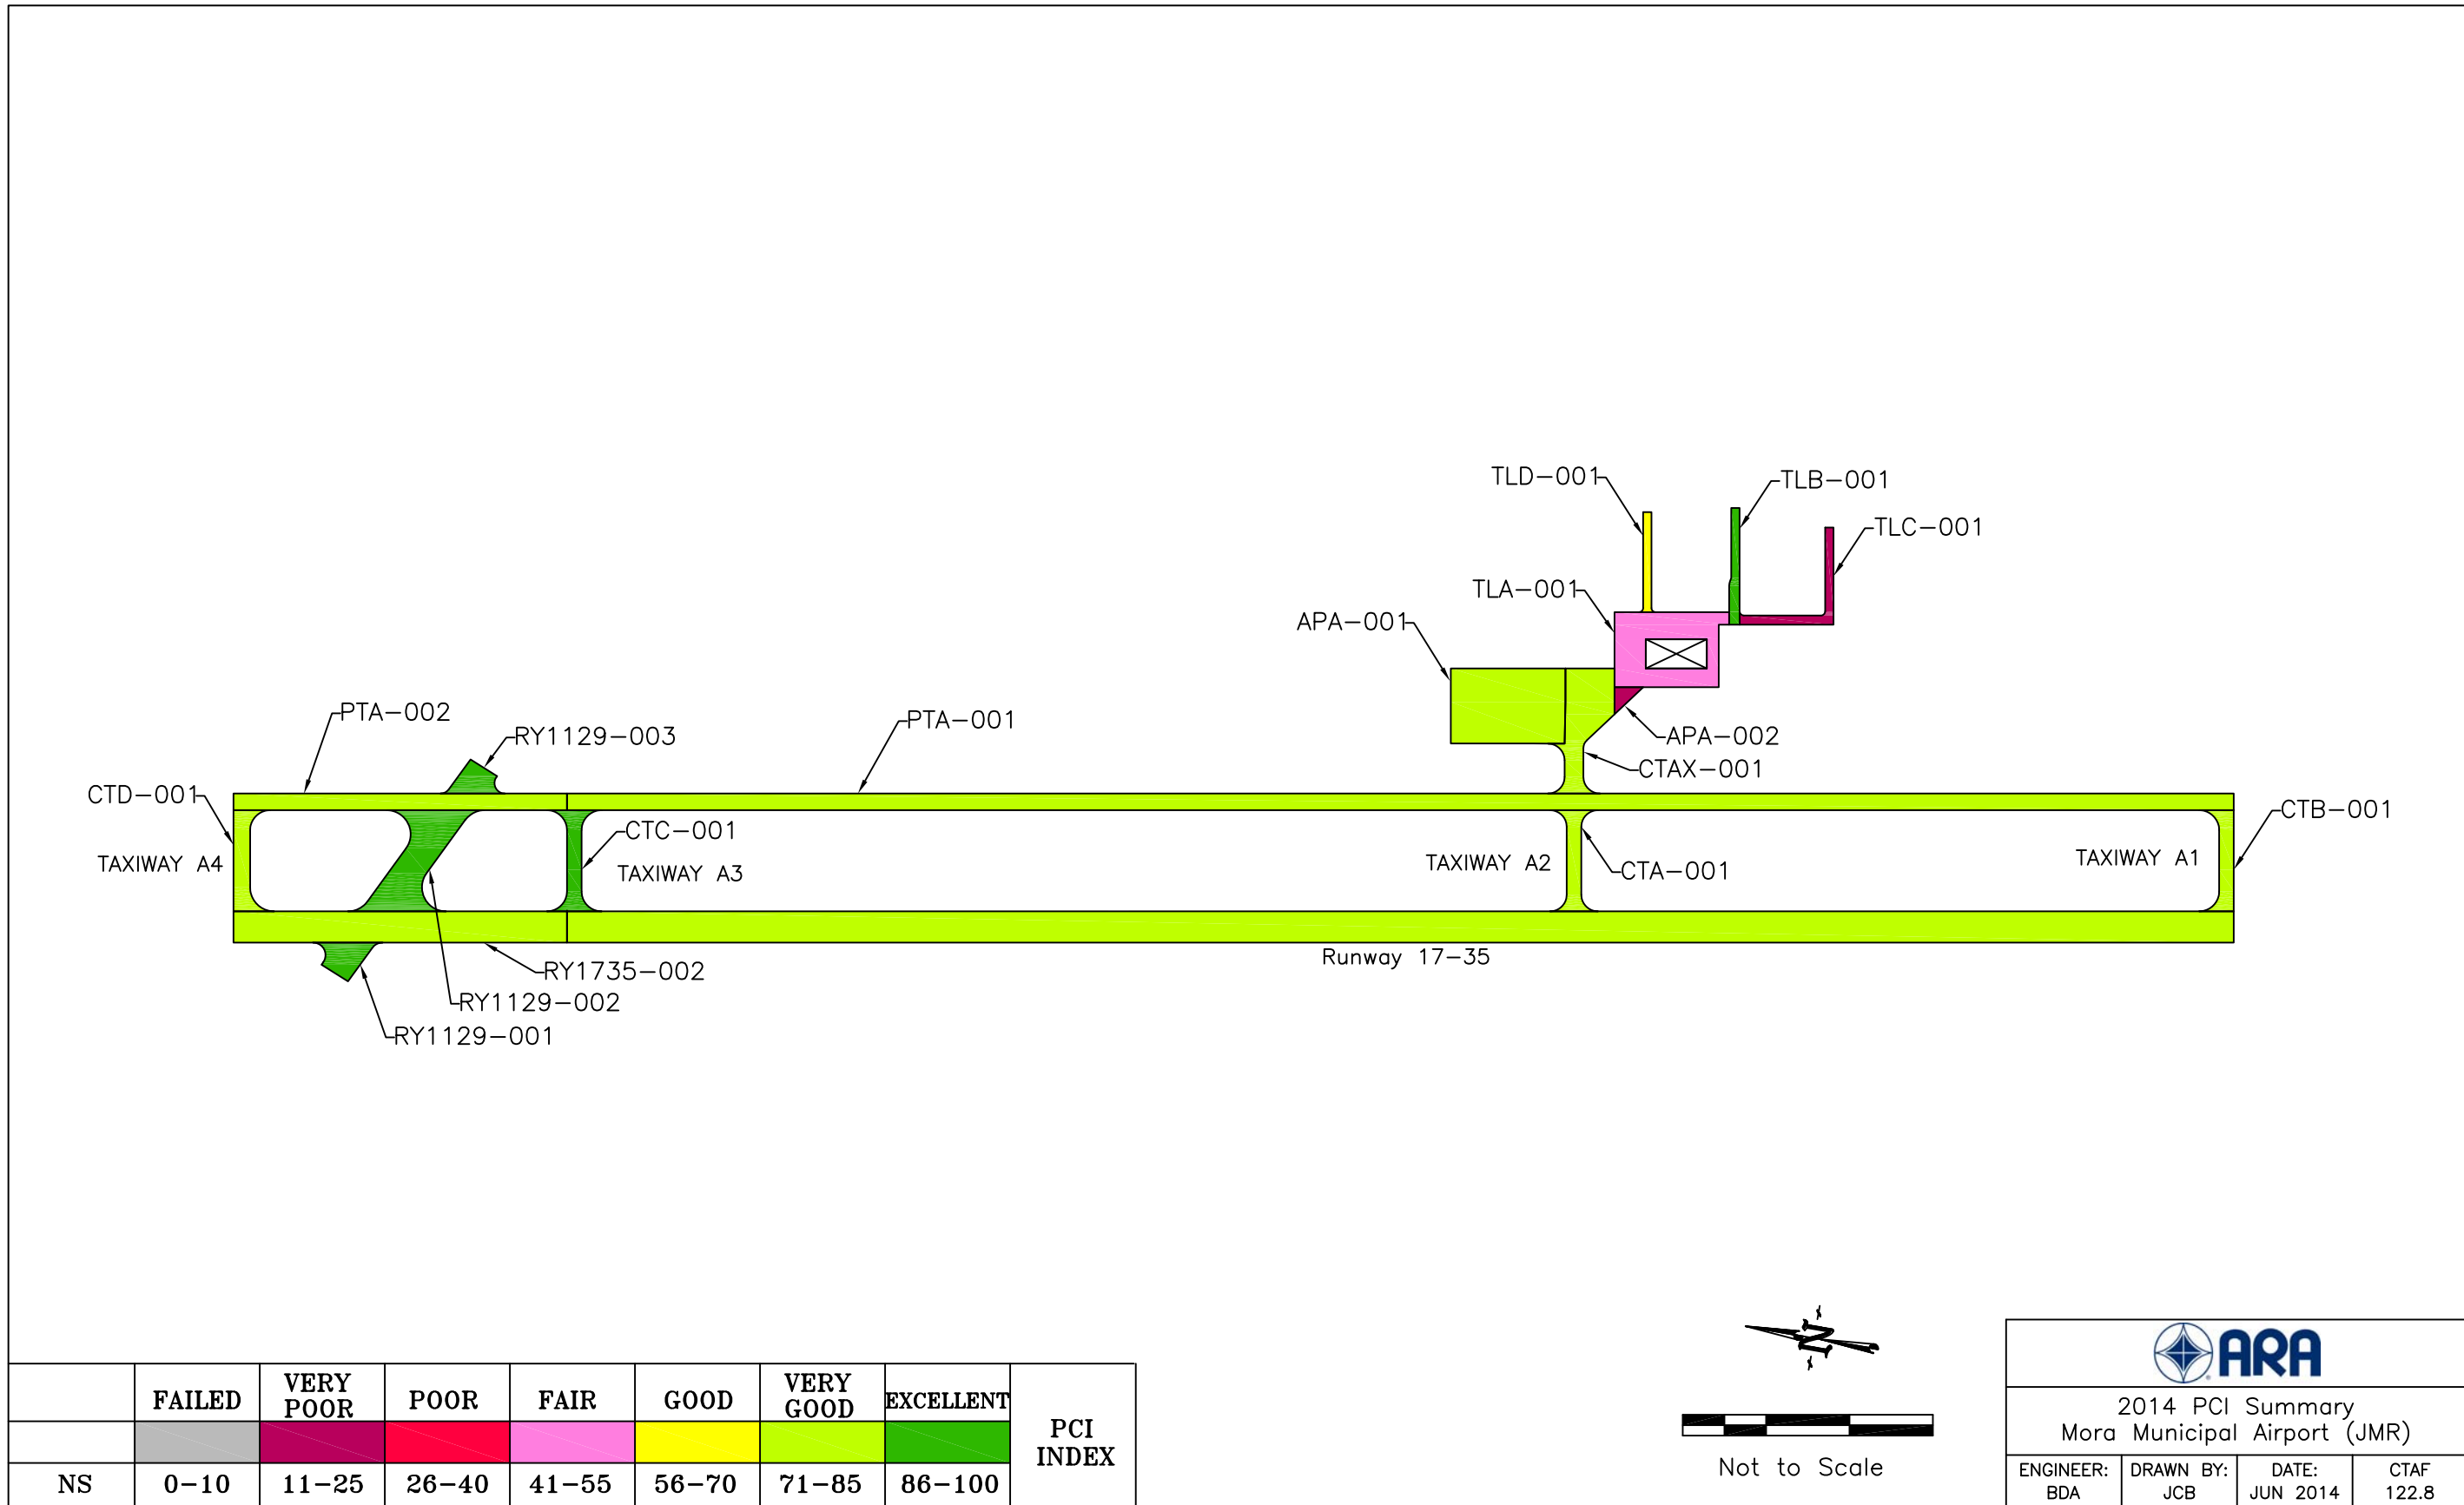 TLD-001
TLB-001
TLC-001
TLA-001
APA-001
PTA-002
RY1129-003
PTA-001
APA-002
CTAX-001
CTD-001
CTB-001
CTC-001
TAXIWAY A4
TAXIWAY A3
TAXIWAY A2
CTA-001
TAXIWAY A1
Runway 17-35
RY1735-002
RY1129-002
RY1129-001
FAILED
VERY
POOR
POOR
FAIR
GOOD
VERY
GOOD
EXCELLENT
PCI
INDEX
NS
0-10
11-25
26-40
41-55
56-70
71-85
86-100
N
Not to Scale
ARA
2014 PCI Summary
Mora Municipal Airport (JMR)
ENGINEER:
BDA
DRAWN BY:
JCB
DATE:
JUN 2014
CTAF
122.8